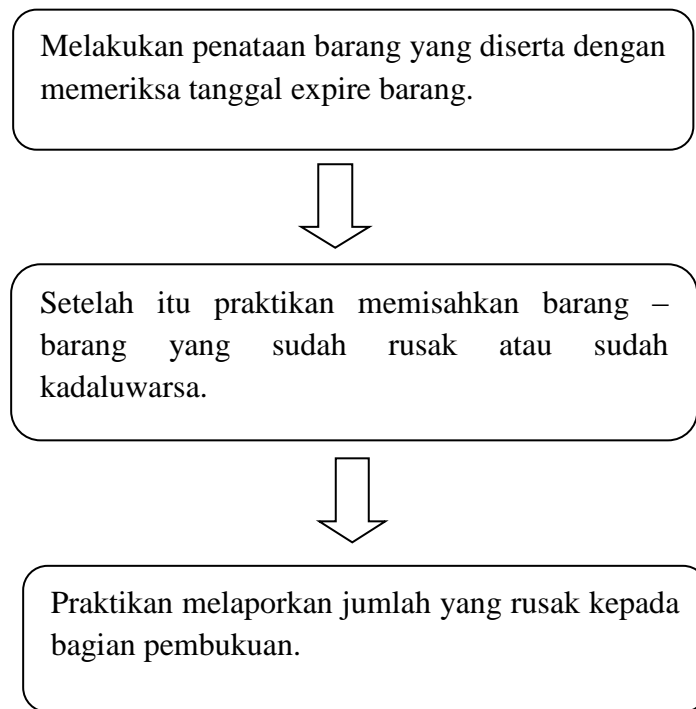 Melakukan penataan barang yang diserta dengan
memeriksa tanggal expire barang.
Setelah itu praktikan memisahkan barang –
barang yang sudah rusak atau sudah
kadaluwarsa.
Praktikan melaporkan jumlah yang rusak kepada
bagian pembukuan.